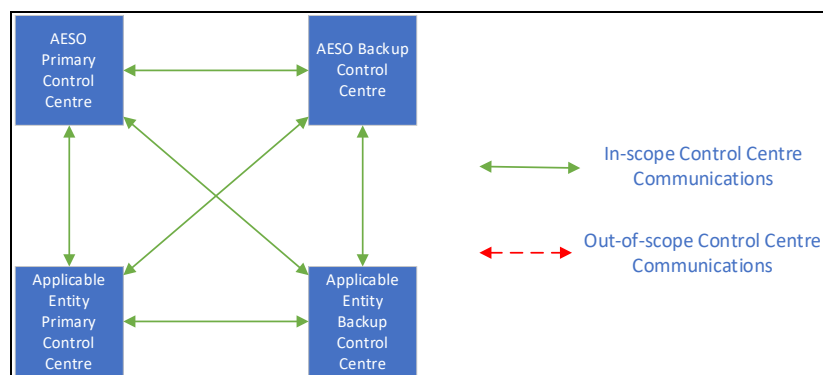 AESO
Primary
Control
Centre
AESO Backup
Control
Centre
In-scope Control Centre
Communications
Out-of-scope Control Centre
Communications
Applicable
Entity
Primary
Control
Centre
Applicable
Entity
Backup
Control
Centre